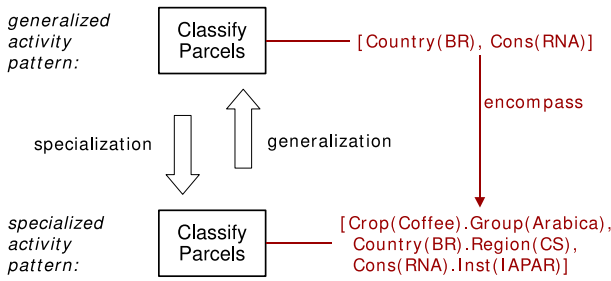 generalized
activity
pattern:
Classify
Parcels
[Country(BR), Cons(RNA)]
encompass
specialization
generalization
specialized
activity
pattern:
Classify
Parcels
[Crop(Coffee).Group(Arabica),
Country(BR).Region(CS),
Cons(RNA).Inst(IAPAR)]